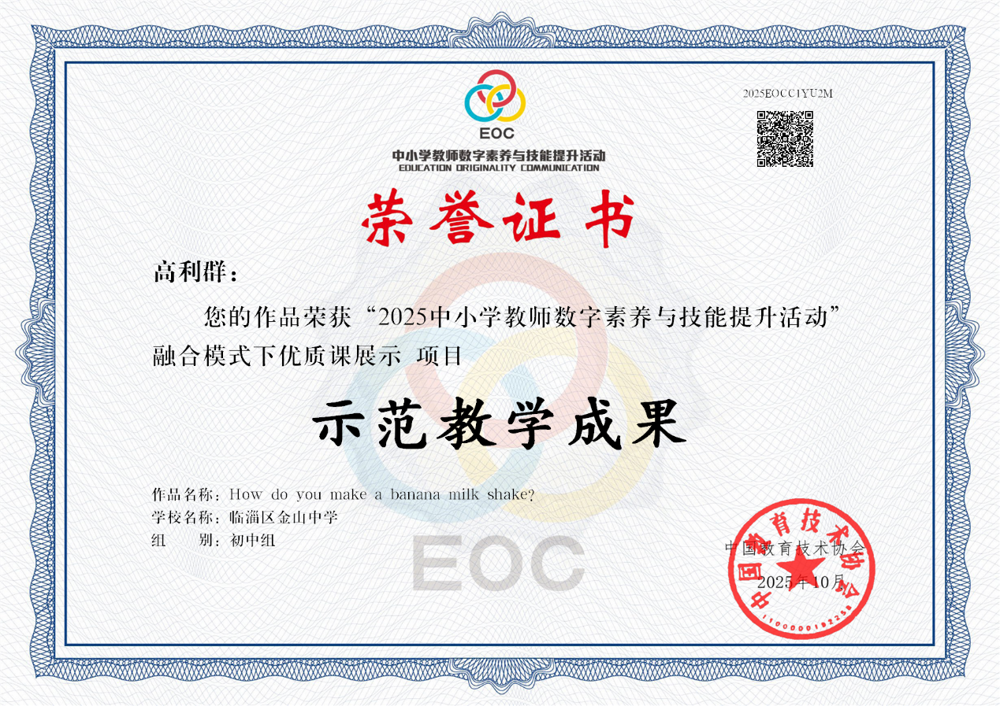 2025EOCC1YU2M
EOC
中小学教师数字素养与技能提升活动
EDUCATION ORIGINALITY COMMUNICATION
荣誉证书
高利群：
您的作品荣获“2025中小学教师数字素养与技能提升活动”
融合模式下优质课展示 项目
示范教学成果
作品名称：How do you make a banana milk shake?
学校名称：临淄区金山中学
组 别：初中组
EOC
中国教育技术协会
2025年10月
中国教育技术协会
1100000192258